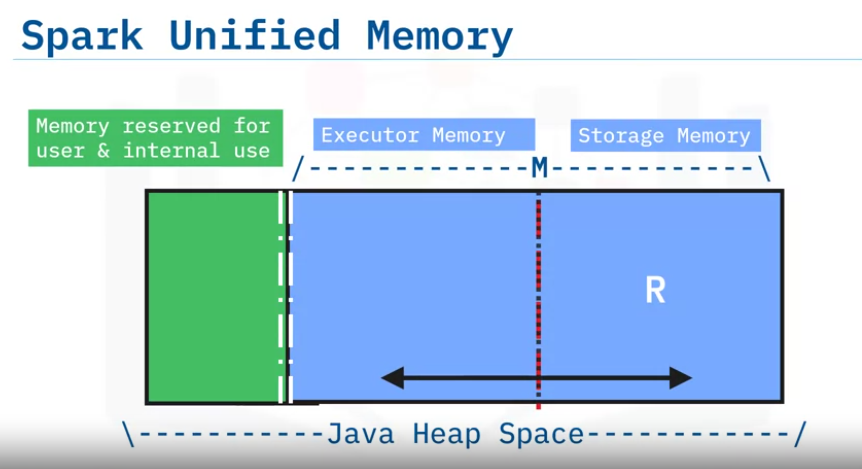 Spark Unified Memory
Memory reserved for
user & internal use
Executor Memory
Storage Memory
/------------M------------\
R
\-----------Java Heap Space------------/